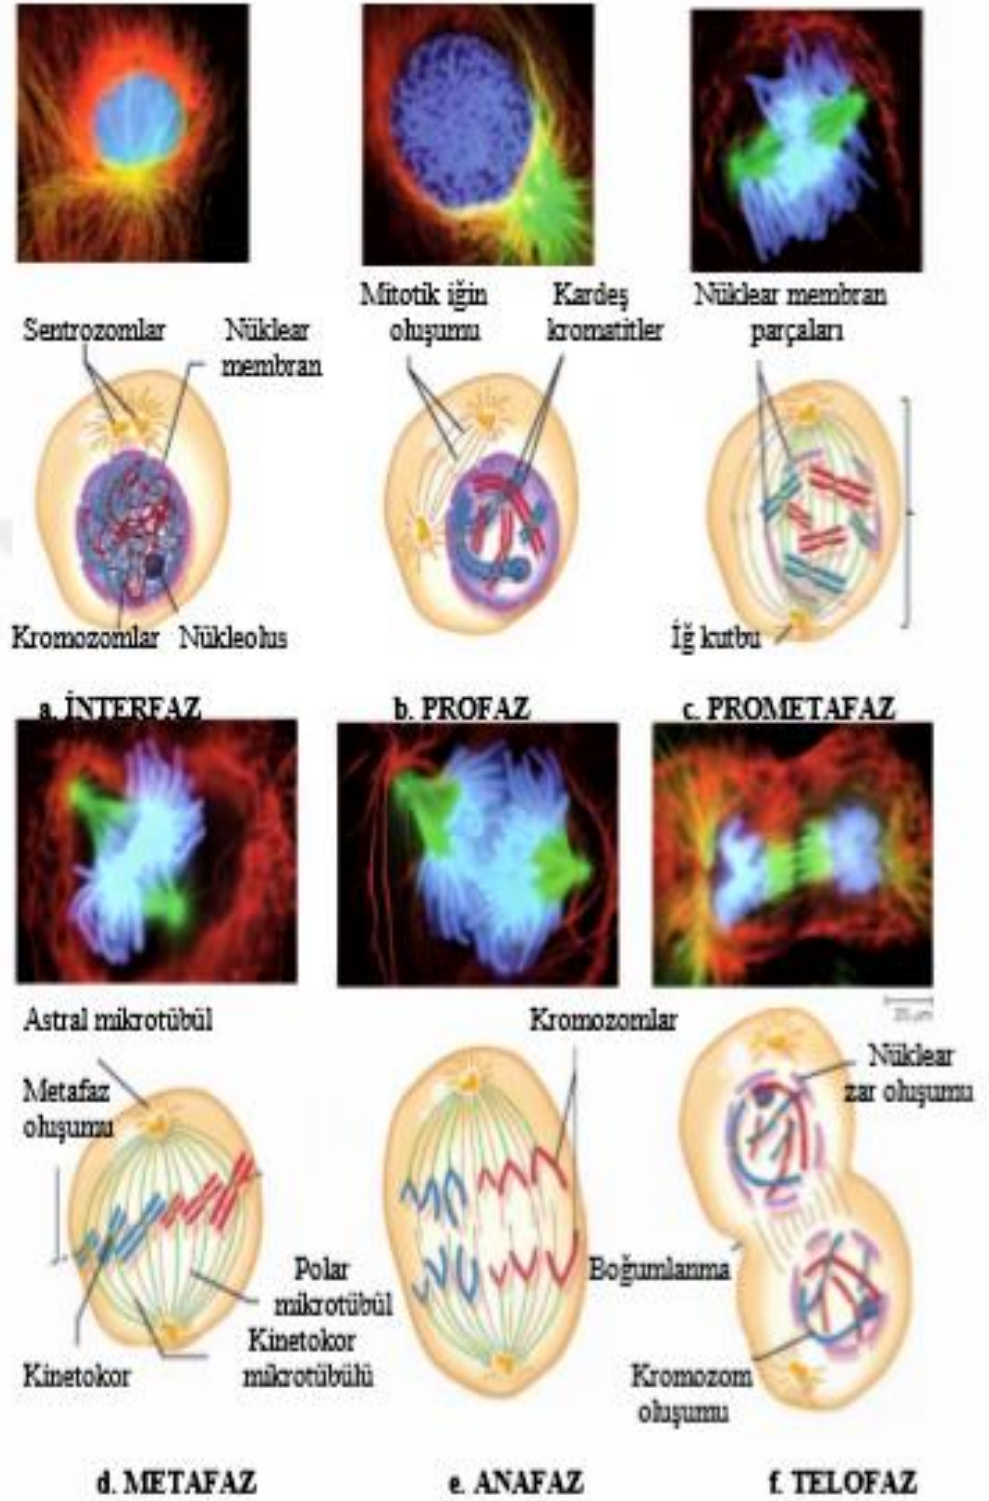 Mitotik iğin
oluşumu
Kardeş
kromatitler
Nüklear membran
parçaları
Sentrozomlar
Nüklear
membran
Kromozomlar
Nükleolus
İğ kutbu
a. İNTERFAZ
b. PROFAZ
c. PROMETAFAZ
Astral mikrotübül
Metafaz
oluşumu
Kinetokor
Polar
mikrotübül
Kinetokor
mikrotübülü
Kromozomlar
Nüklear
zar oluşumu
Boğumlanma
Kromozom
oluşumu
d. METAFAZ
e. ANAFAZ
f. TELOFAZ